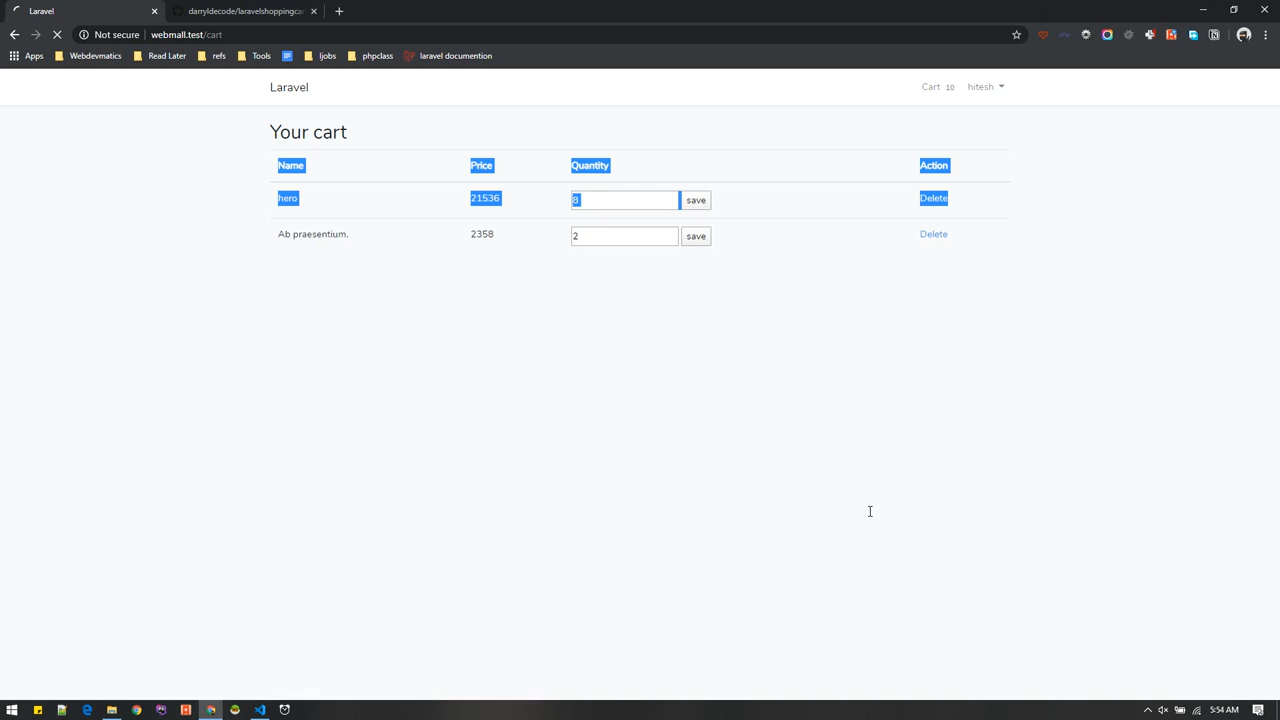 Laravel
darryldecode/laravelshoppingcar
Not secure
webmall.test/cart
Apps
Webdevmatics
Read Later
refs
Tools
ljobs
phpclass
laravel documention
Laravel
Cart 10
hitesh
Your cart
Name Price Quantity Action
hero 21536 8 save Delete
Ab praesentium. 2358 2 save Delete
5:54 AM